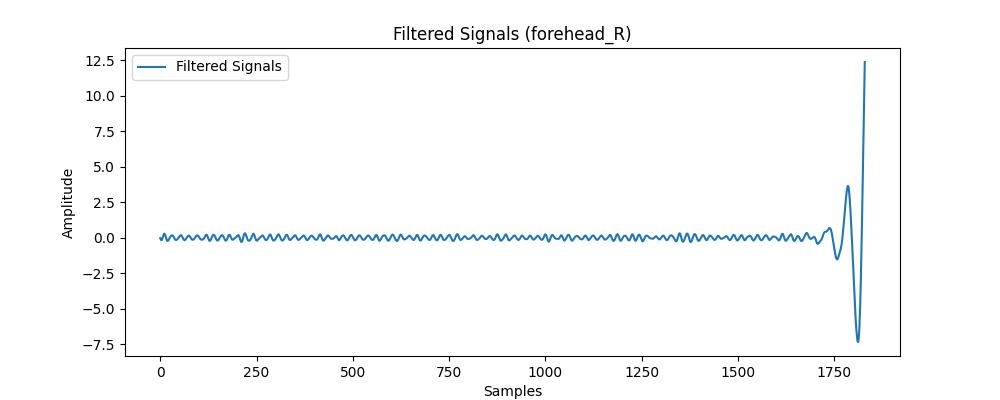 Filtered Signals (forehead_R)
Filtered Signals
Amplitude
12.5
10.0
7.5
5.0
2.5
0.0
−2.5
−5.0
−7.5
0 250 500 750 1000 1250 1500 1750
Samples